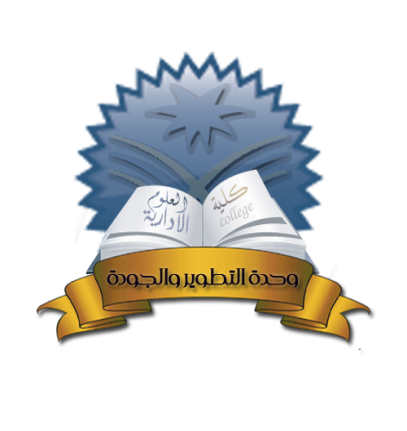 كلية
college
العلوم
الادارية
وحدة التطوير والجودة